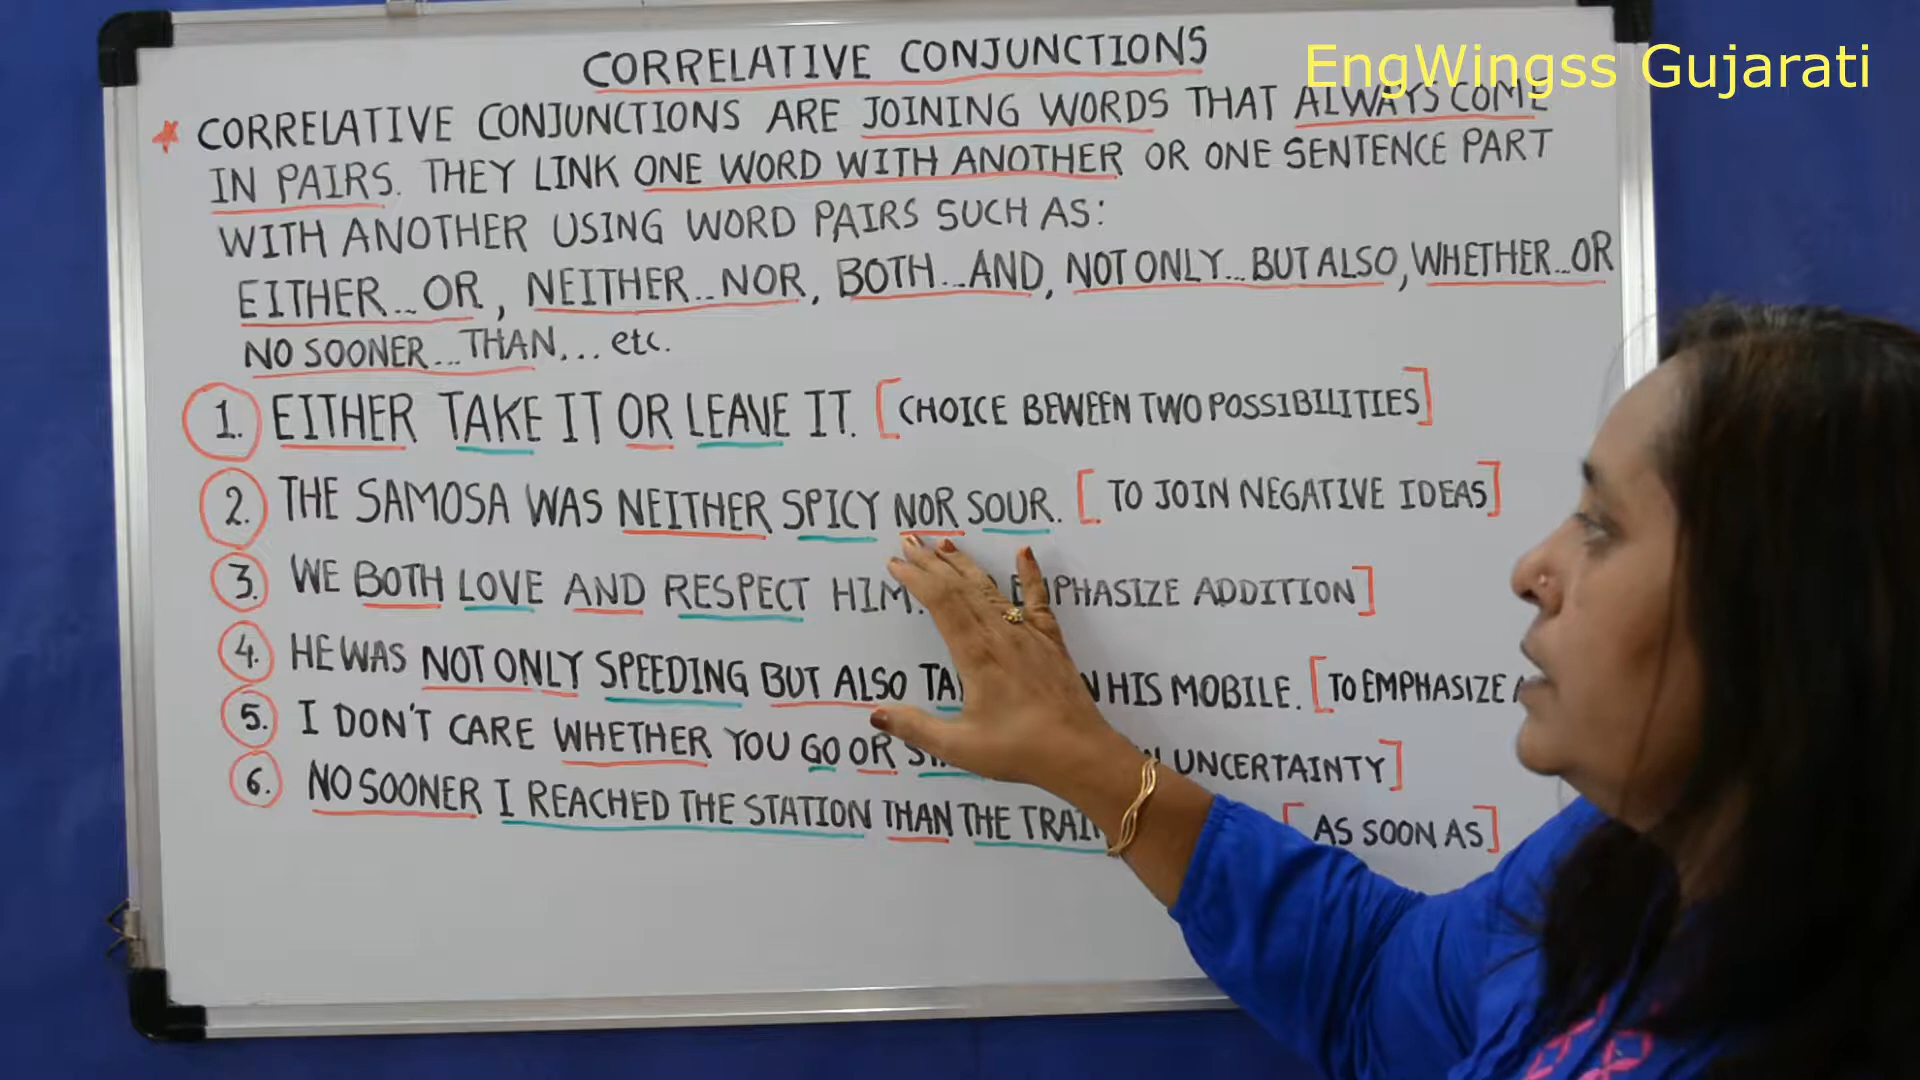 CORRELATIVE CONJUNCTIONS
EngWingss Gujarati
CORRELATIVE CONJUNCTIONS ARE JOINING WORDS THAT ALWAYS COME
IN PAIRS. THEY LINK ONE WORD WITH ANOTHER OR ONE SENTENCE PART
WITH ANOTHER USING WORD PAIRS SUCH AS:
EITHER...OR, NEITHER...NOR, BOTH...AND, NOT ONLY...BUT ALSO, WHETHER...OR
NO SOONER...THAN... etc.
1. EITHER TAKE IT OR LEAVE IT. [CHOICE BEWEEN TWO POSSIBILITIES]
2. THE SAMOSA WAS NEITHER SPICY NOR SOUR. [TO JOIN NEGATIVE IDEAS]
3. WE BOTH LOVE AND RESPECT HIM. EMPHASIZE ADDITION]
4. HE WAS NOT ONLY SPEEDING BUT ALSO HIS MOBILE. [TO EMPHASIZE
5. I DON'T CARE WHETHER YOU GO OR UNCERTAINTY]
6. NO SOONER I REACHED THE STATION THAN THE [AS SOON AS]